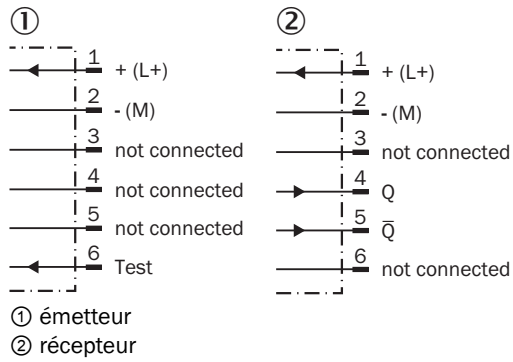 ①
1 + (L+)
2 - (M)
3 not connected
4 not connected
5 not connected
6 Test
②
1 + (L+)
2 - (M)
3 not connected
4 Q
5 Q̅
6 not connected
① émetteur
② récepteur